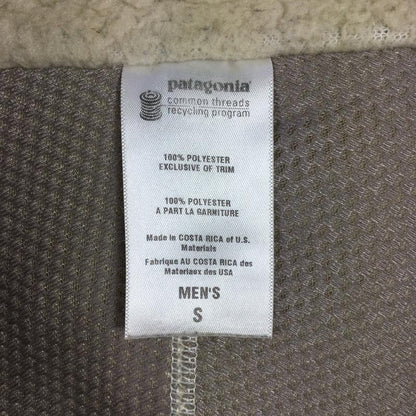 patagonia
common threads
recycling program
100% POLYESTER
EXCLUSIVE OF TRIM
100% POLYESTER
A PART LA GARNITURE
Made in COSTA RICA of U.S.
Materials
Fabrique AU COSTA RICA des
Materiaux des USA
MEN'S
S